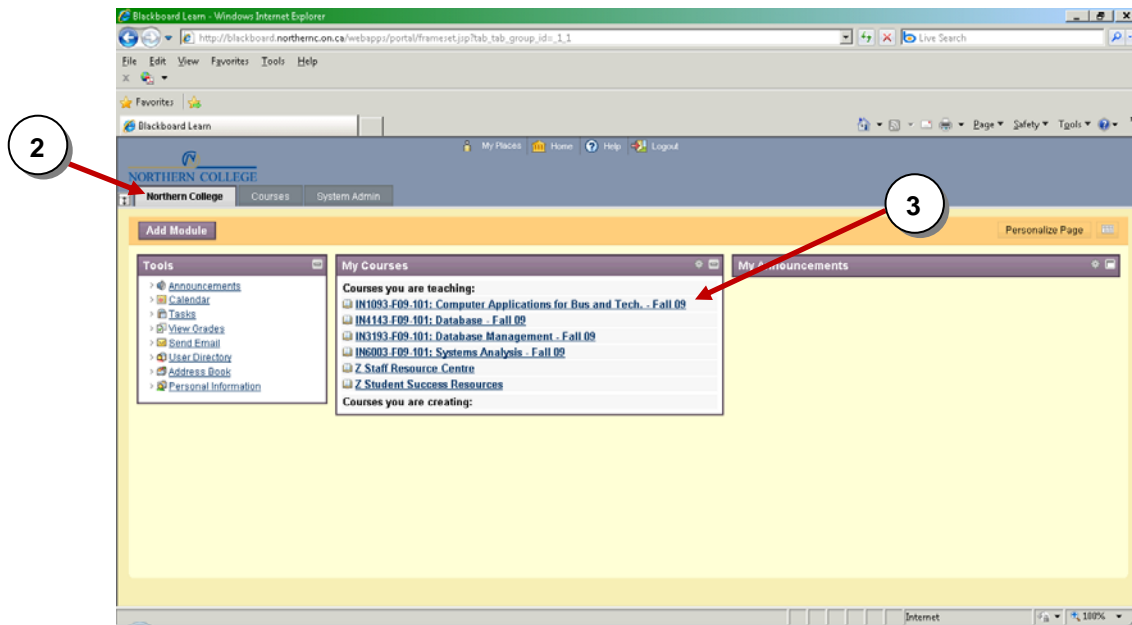 Blackboard Learn - Windows Internet Explorer
http://blackboard.northernc.on.ca/webapps/portal/frameset.jsp?tab_tab_group_id=_1_1
Live Search
File Edit View Favorites Tools Help
x
Favorites
Blackboard Learn
Page Safety Tools
2
My Places Home Help Logout
NORTHERN COLLEGE
Northern College Courses System Admin
3
Add Module
Personalize Page
Tools
Announcements
Calendar
Tasks
View Grades
Send Email
User Directory
Address Book
Personal Information
My Courses
Courses you are teaching:
IN1093-F09-101: Computer Applications for Bus and Tech. - Fall 09
IN4143-F09-101: Database - Fall 09
IN3193-F09-101: Database Management - Fall 09
IN6003-F09-101: Systems Analysis - Fall 09
Z Staff Resource Centre
Z Student Success Resources
Courses you are creating:
My Announcements
Internet
100%